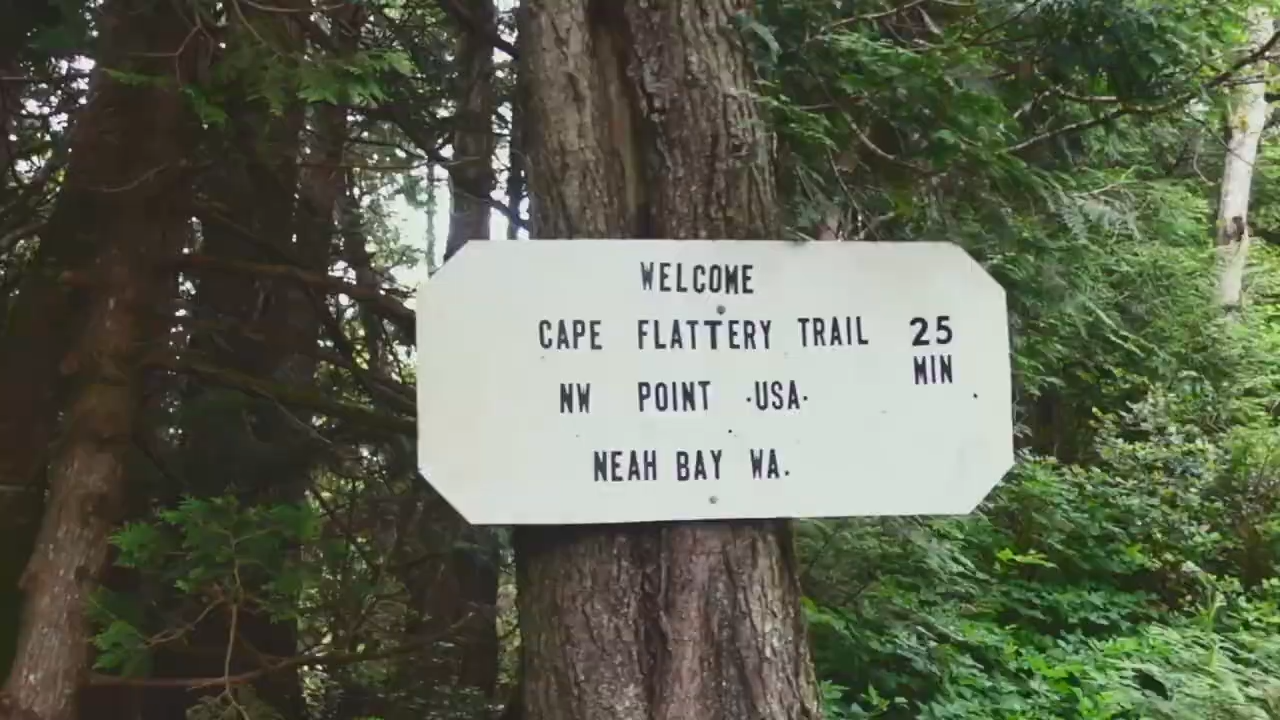 WELCOME
CAPE FLATTERY TRAIL 25 MIN
NW POINT ·USA·
NEAH BAY WA.